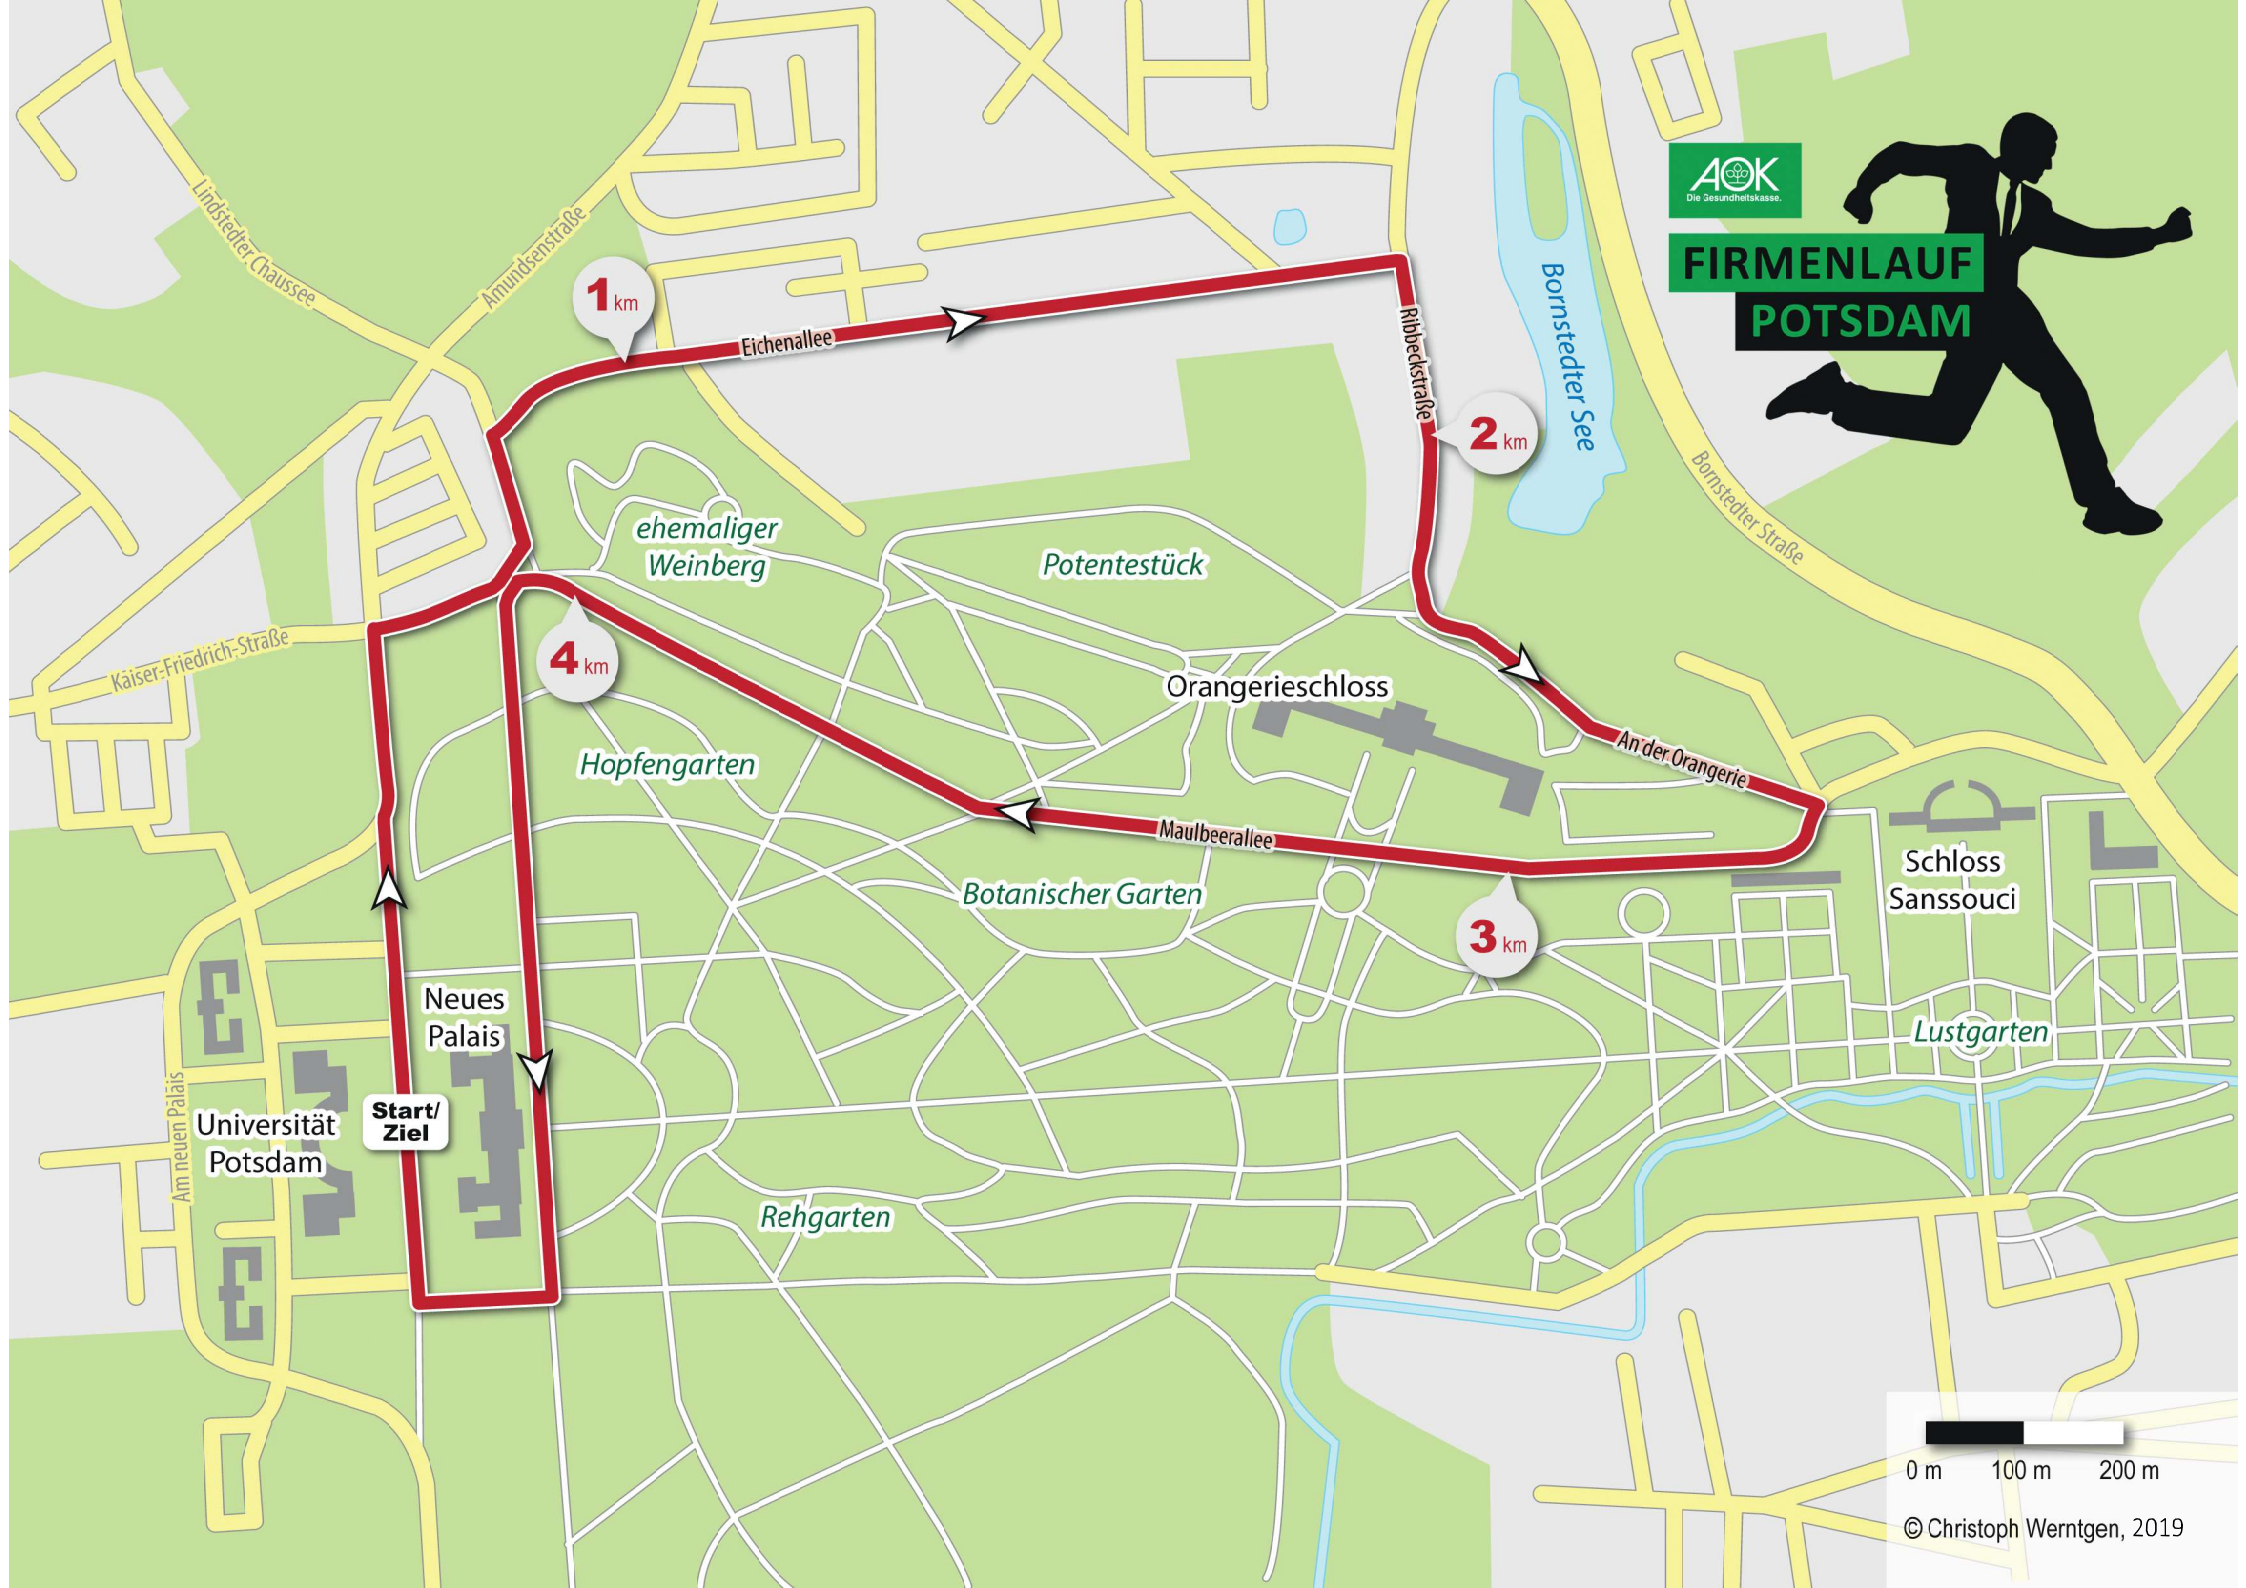 AOK
Die Gesundheitskasse.
FIRMENLAUF
POTSDAM
Lindstedter Chaussee
Amundsenstraße
1 km
Eichenallee
Ribbeckstraße
Bornstedter See
2 km
Bornstedter Straße
ehemaliger
Weinberg
Potentestück
Kaiser-Friedrich-Straße
4 km
Orangerieschloss
An der Orangerie
Hopfengarten
Maulbeerallee
Botanischer Garten
Schloss
Sanssouci
3 km
Neues
Palais
Lustgarten
Am neuen Palais
Universität
Potsdam
Start/
Ziel
Rehgarten
0 m 100 m 200 m
© Christoph Werntgen, 2019